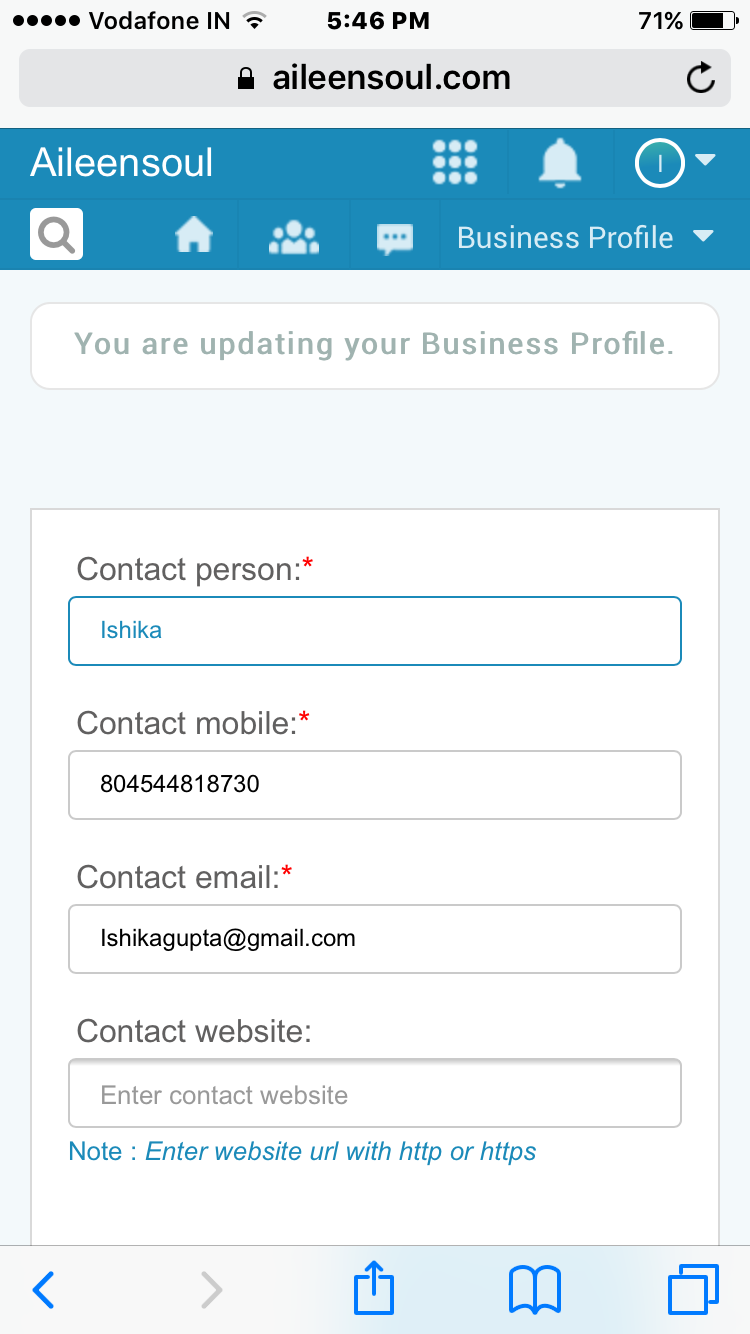 Vodafone IN 5:46 PM 71%
aileensoul.com
Aileensoul I
Business Profile
You are updating your Business Profile.
Contact person:*
Ishika
Contact mobile:*
804544818730
Contact email:*
Ishikagupta@gmail.com
Contact website:
Enter contact website
Note : Enter website url with http or https